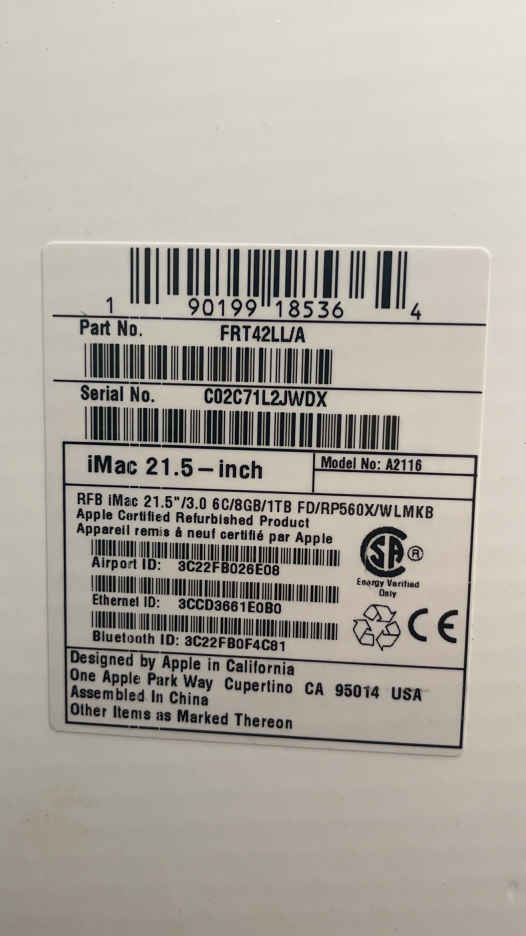 1 90199 18536 4
Part No. FRT42LL/A
Serial No. C02C71L2JWDX
iMac 21.5–inch
Model No: A2116
RFB iMac 21.5"/3.0 6C/8GB/1TB FD/RP560X/WLMKB
Apple Certified Refurbished Product
Appareil remis à neuf certifié par Apple
Airport ID: 3C22FB026E08
Ethernet ID: 3CCD3661E0B0
Bluetooth ID: 3C22FB0F4C81
SA ®
Energy Verified
Only
CE
Designed by Apple in California
One Apple Park Way Cupertino CA 95014 USA
Assembled In China
Other Items as Marked Thereon